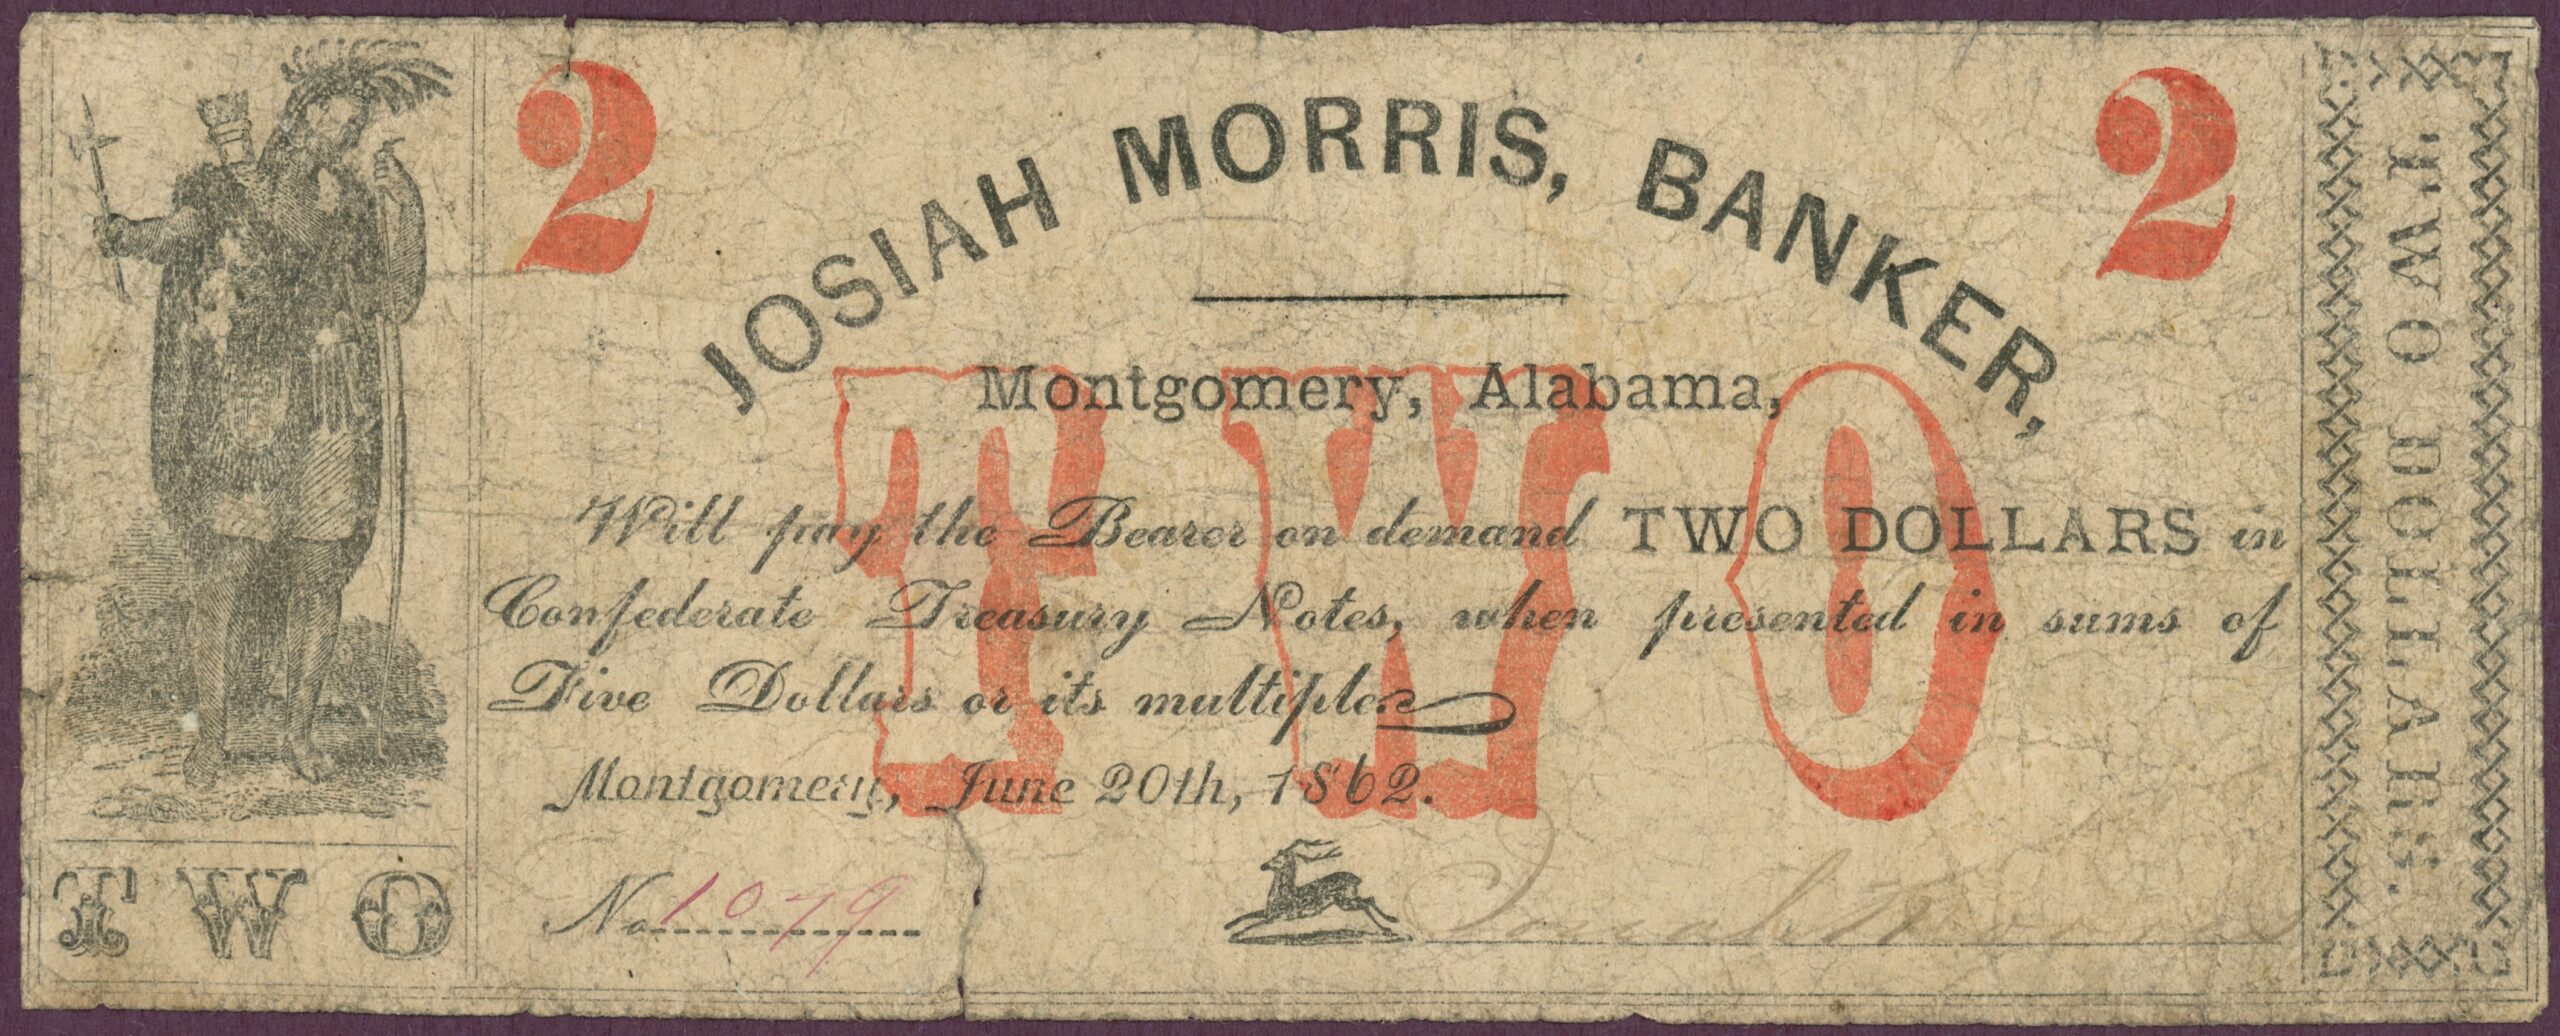 2
2
JOSIAH MORRIS, BANKER,
Montgomery, Alabama,
TWO
Will pay the Bearer on demand TWO DOLLARS in
Confederate Treasury Notes, when presented in sums of
Five Dollars or its multiple.
Montgomery, June 20th, 1862.
No 1079
Josiah Morris
TWO
TWO DOLLARS.